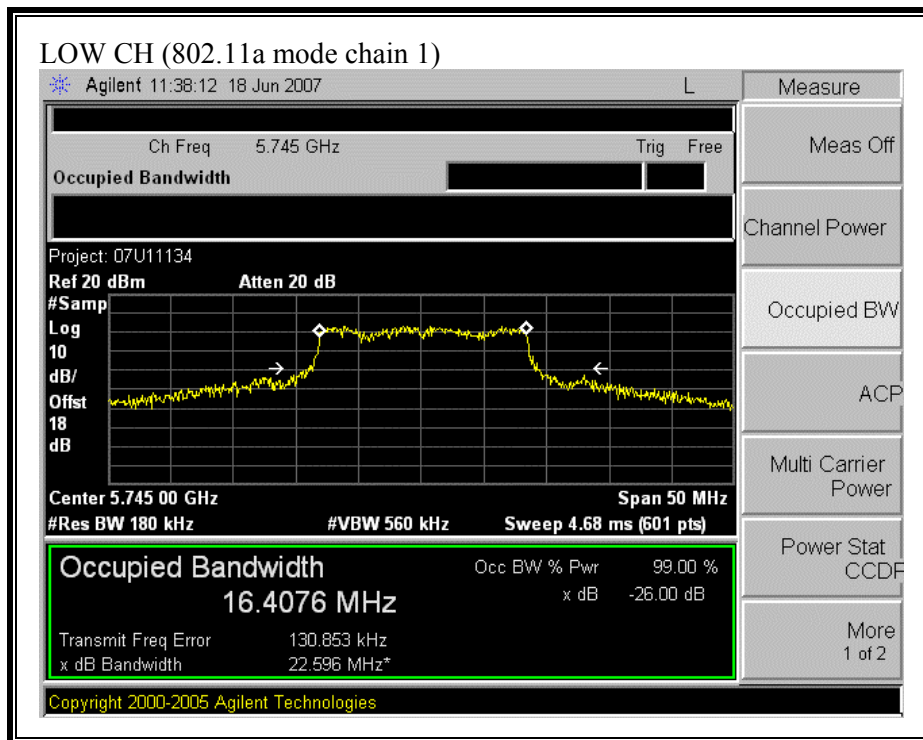 LOW CH (802.11a mode chain 1)
Agilent 11:38:12 18 Jun 2007 L
Measure
Ch Freq 5.745 GHz Trig Free
Occupied Bandwidth
Meas Off
Channel Power
Occupied BW
ACP
Multi Carrier
Power
Power Stat
CCDF
More
1 of 2
Project: 07U11134
Ref 20 dBm Atten 20 dB
#Samp
Log
10
dB/
Offst
18
dB
Center 5.745 00 GHz Span 50 MHz
#Res BW 180 kHz #VBW 560 kHz Sweep 4.68 ms (601 pts)
Occupied Bandwidth Occ BW % Pwr 99.00 %
16.4076 MHz x dB -26.00 dB
Transmit Freq Error 130.853 kHz
x dB Bandwidth 22.596 MHz*
Copyright 2000-2005 Agilent Technologies